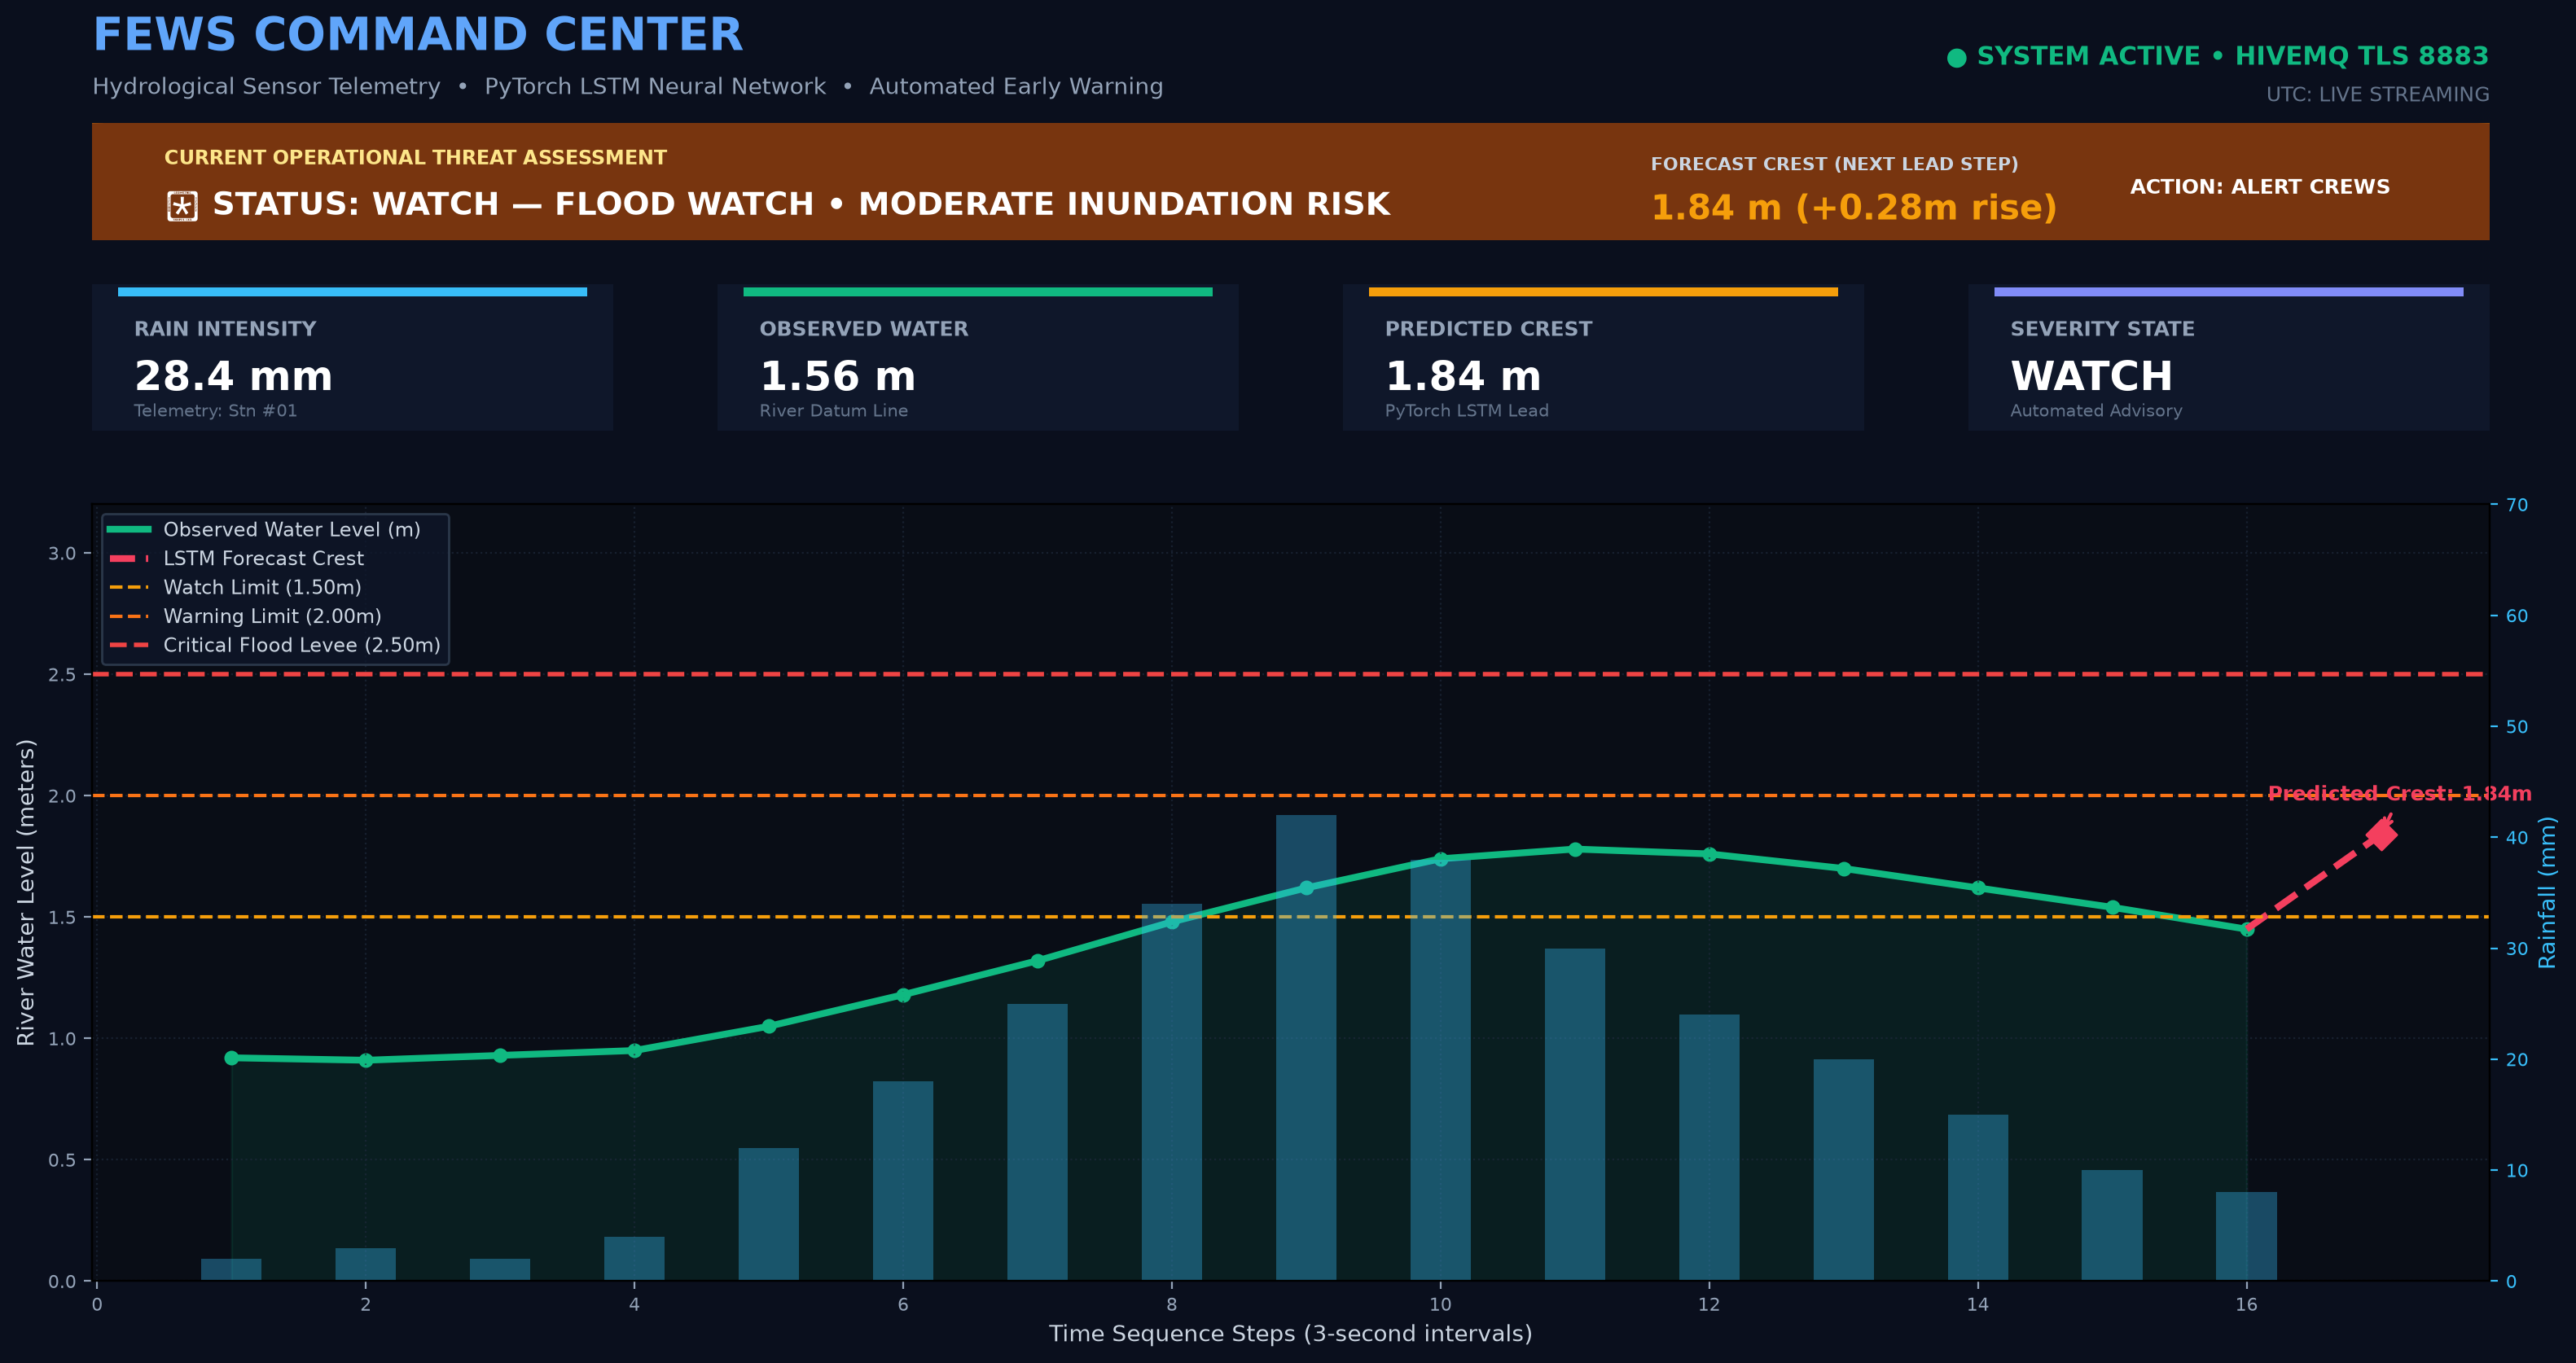 FEWS COMMAND CENTER
Hydrological Sensor Telemetry • PyTorch LSTM Neural Network • Automated Early Warning
● SYSTEM ACTIVE • HIVEMQ TLS 8883
UTC: LIVE STREAMING
CURRENT OPERATIONAL THREAT ASSESSMENT
STATUS: WATCH — FLOOD WATCH • MODERATE INUNDATION RISK
FORECAST CREST (NEXT LEAD STEP)
1.84 m (+0.28m rise)
ACTION: ALERT CREWS
RAIN INTENSITY
28.4 mm
Telemetry: Stn #01
OBSERVED WATER
1.56 m
River Datum Line
PREDICTED CREST
1.84 m
PyTorch LSTM Lead
SEVERITY STATE
WATCH
Automated Advisory
Observed Water Level (m)
LSTM Forecast Crest
Watch Limit (1.50m)
Warning Limit (2.00m)
Critical Flood Levee (2.50m)
River Water Level (meters)
3.0
2.5
2.0
1.5
1.0
0.5
0.0
Predicted Crest: 1.84m
70
60
50
40
30
20
10
0
Rainfall (mm)
0 2 4 6 8 10 12 14 16
Time Sequence Steps (3-second intervals)